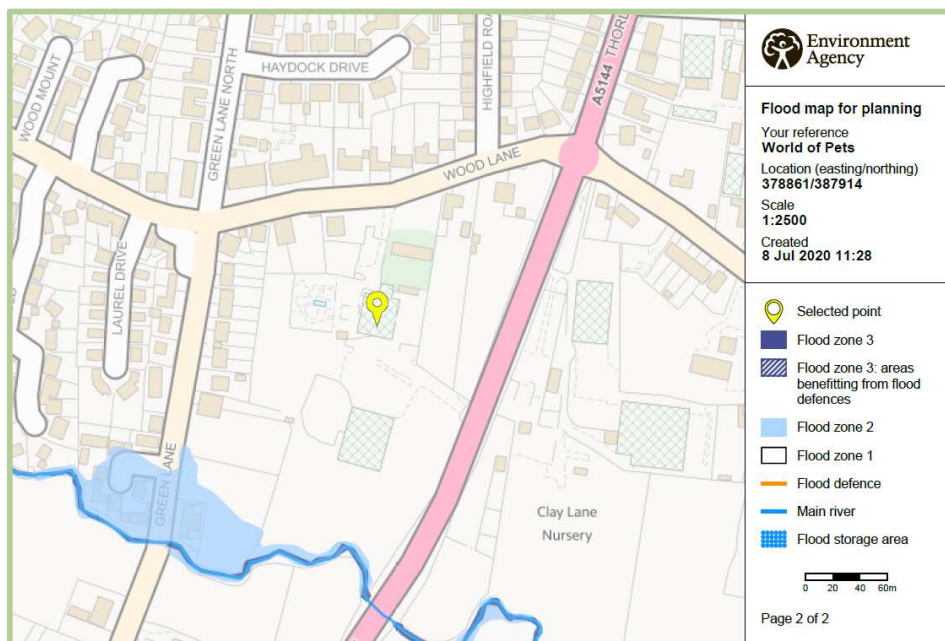 WOOD MOUNT
GREEN LANE NORTH
HAYDOCK DRIVE
HIGHFIELD ROA
A5144 THORL
WOOD LANE
LAUREL DRIVE
GREEN LANE
Clay Lane
Nursery
Environment
Agency
Flood map for planning
Your reference
World of Pets
Location (easting/northing)
378861/387914
Scale
1:2500
Created
8 Jul 2020 11:28
Selected point
Flood zone 3
Flood zone 3: areas
benefitting from flood
defences
Flood zone 2
Flood zone 1
Flood defence
Main river
Flood storage area
0 20 40 60m
Page 2 of 2